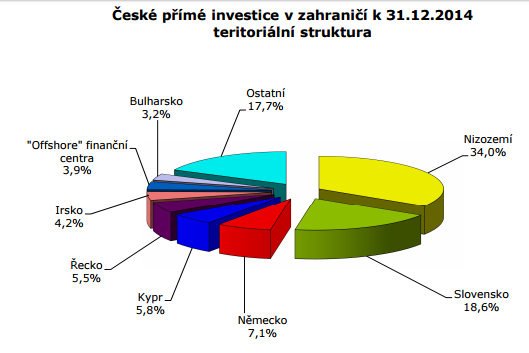 České přímé investice v zahraničí k 31.12.2014
teritoriální struktura
Ostatní
17,7%
Bulharsko
3,2%
"Offshore" finanční
centra
3,9%
Irsko
4,2%
Řecko
5,5%
Kypr
5,8%
Německo
7,1%
Slovensko
18,6%
Nizozemí
34,0%